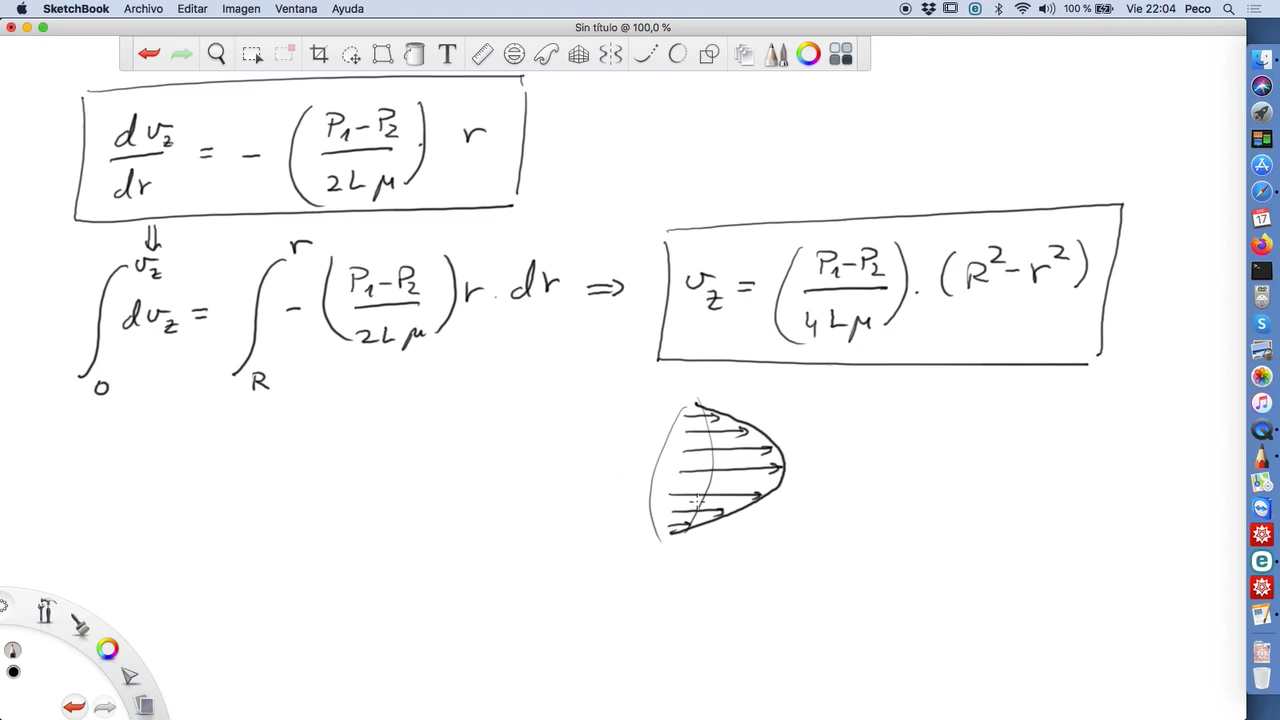 SketchBook Archivo Editar Imagen Ventana Ayuda 100 % Vie 22:04 Peco
Sin título @ 100,0 %
T
dv_z/dr = - ((P_1-P_2)/(2Lμ)) · r
⇓
∫_0^{v_z} dv_z = ∫_R^r - ((P_1-P_2)/(2Lμ)) r · dr ⇒ v_z = ((P_1-P_2)/(4Lμ)) · (R^2-r^2)
17